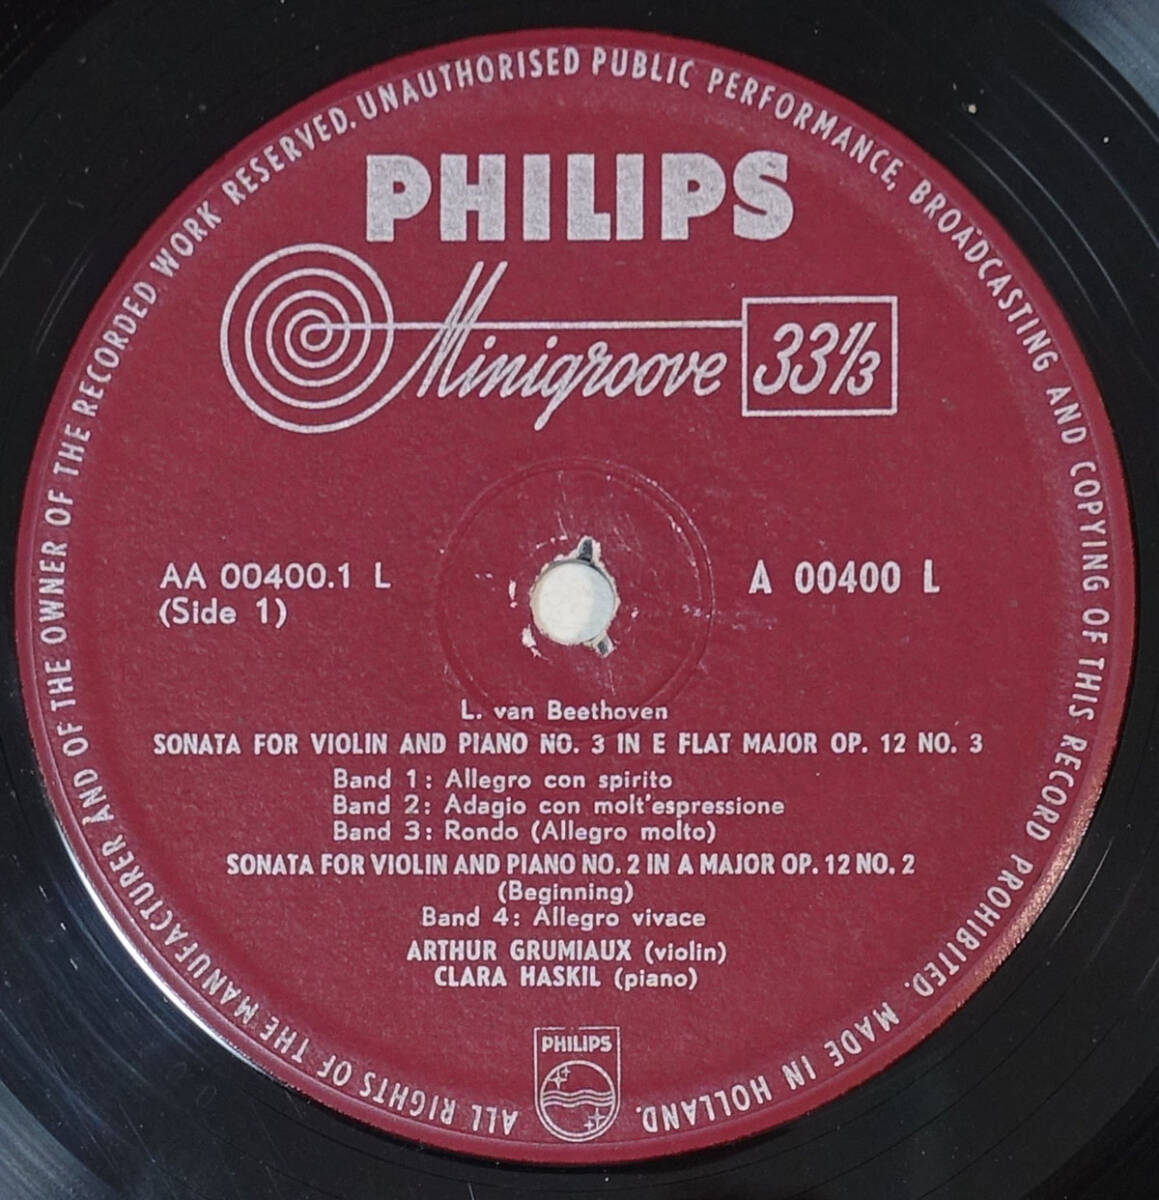 ALL RIGHTS OF THE MANUFACTURER AND OF THE OWNER OF THE RECORDED WORK RESERVED. UNAUTHORISED PUBLIC PERFORMANCE, BROADCASTING AND COPYING OF THIS RECORD PROHIBITED. MADE IN HOLLAND.
PHILIPS
Minigroove 33 1/3
AA 00400.1 L
(Side 1)
A 00400 L
L. van Beethoven
SONATA FOR VIOLIN AND PIANO NO. 3 IN E FLAT MAJOR OP. 12 NO. 3
Band 1: Allegro con spirito
Band 2: Adagio con molt'espressione
Band 3: Rondo (Allegro molto)
SONATA FOR VIOLIN AND PIANO NO. 2 IN A MAJOR OP. 12 NO. 2
(Beginning)
Band 4: Allegro vivace
ARTHUR GRUMIAUX (violin)
CLARA HASKIL (piano)
PHILIPS